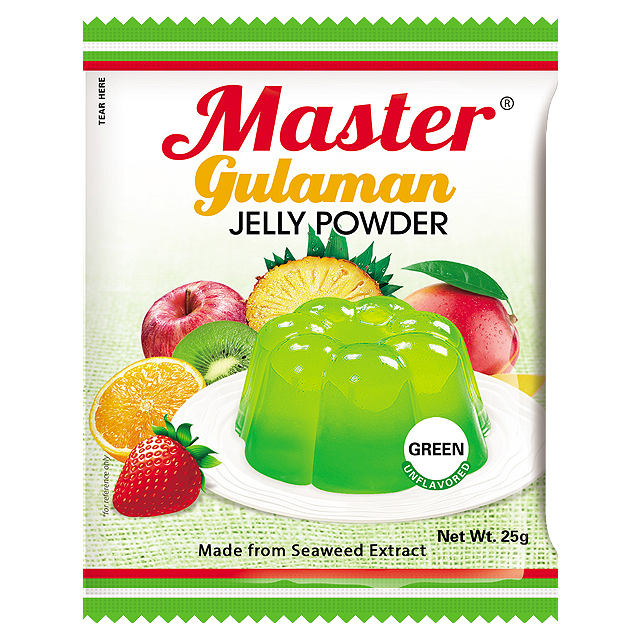 TEAR HERE
Master®
Gulaman
JELLY POWDER
GREEN
UNFLAVORED
*for reference only
Net Wt. 25g
Made from Seaweed Extract